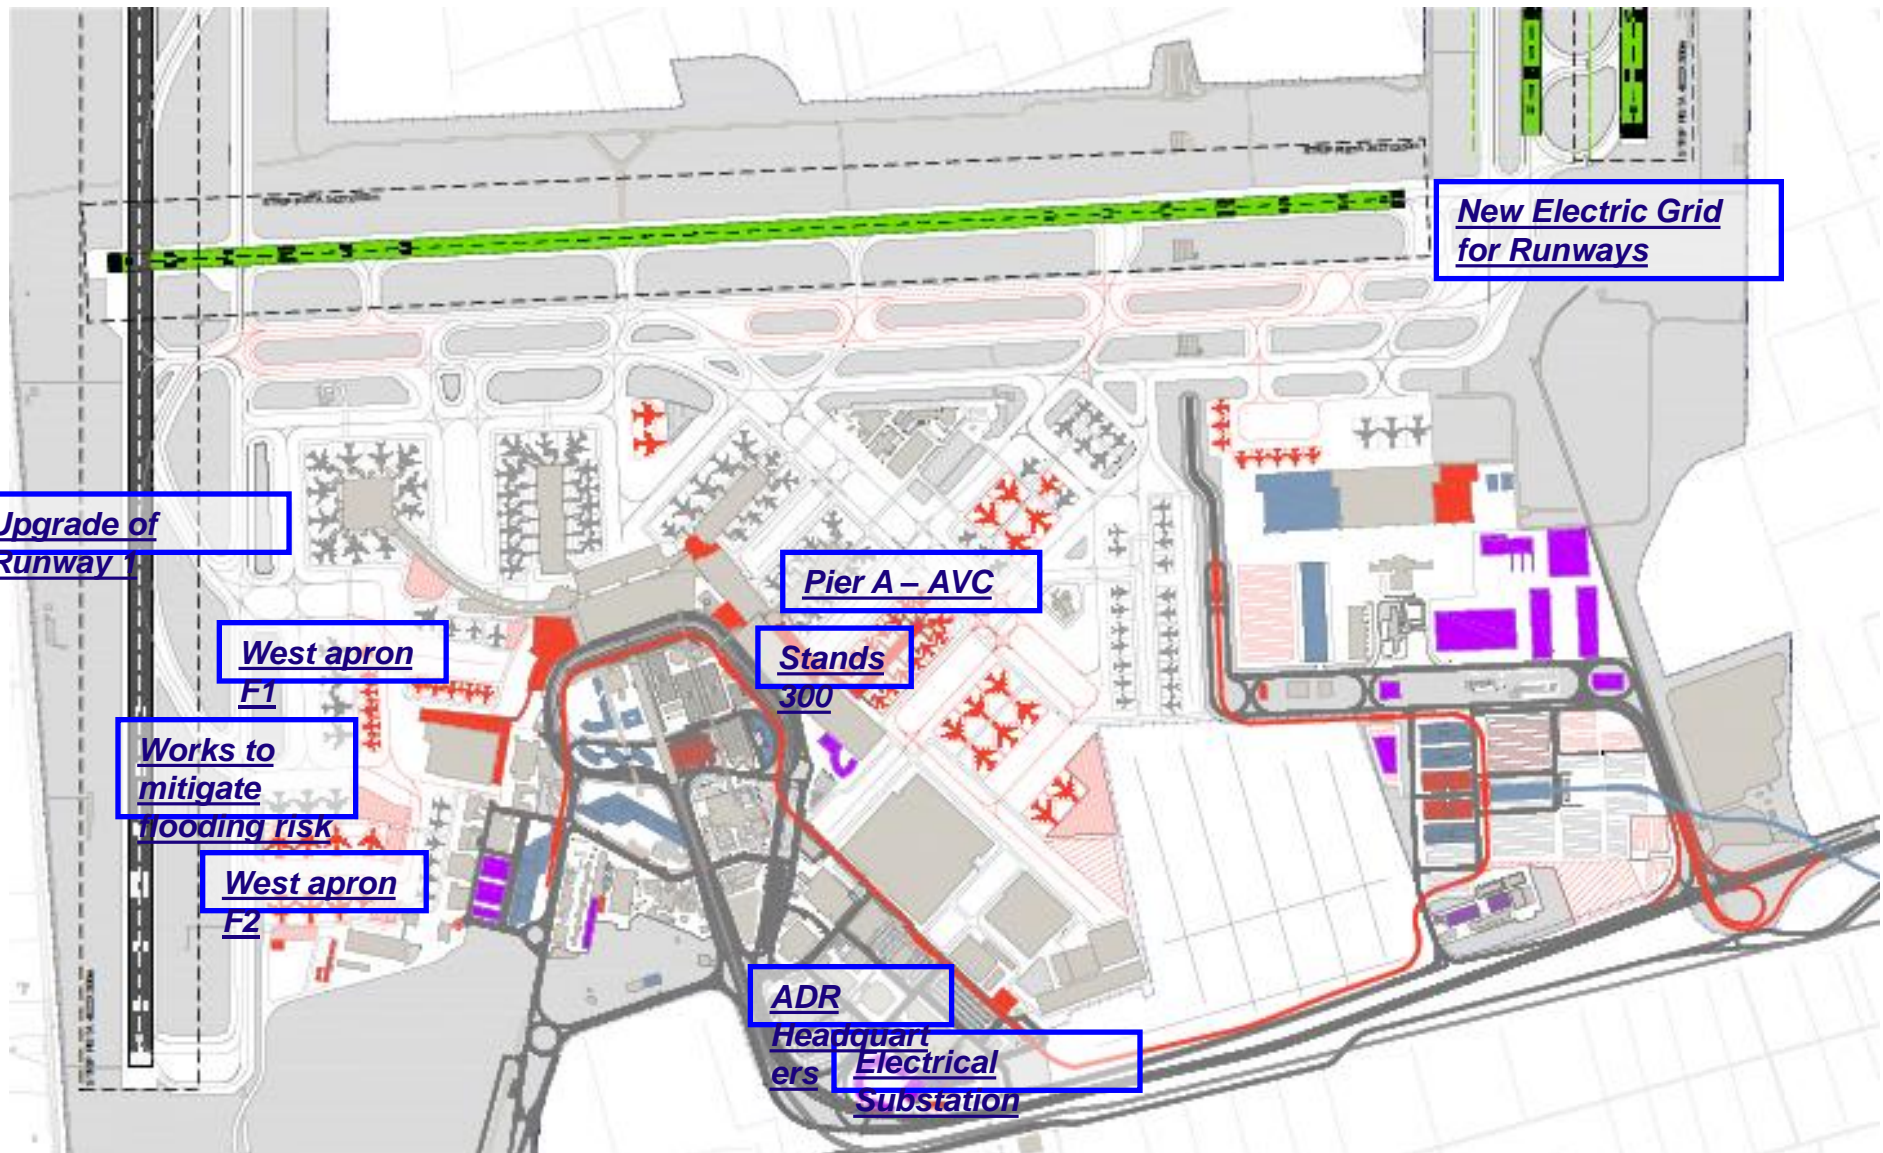 New Electric Grid
for Runways
Upgrade of
Runway 1
Pier A – AVC
West apron
F1
Stands
300
Works to
mitigate
flooding risk
West apron
F2
ADR
Headquart
ers
Electrical
Substation